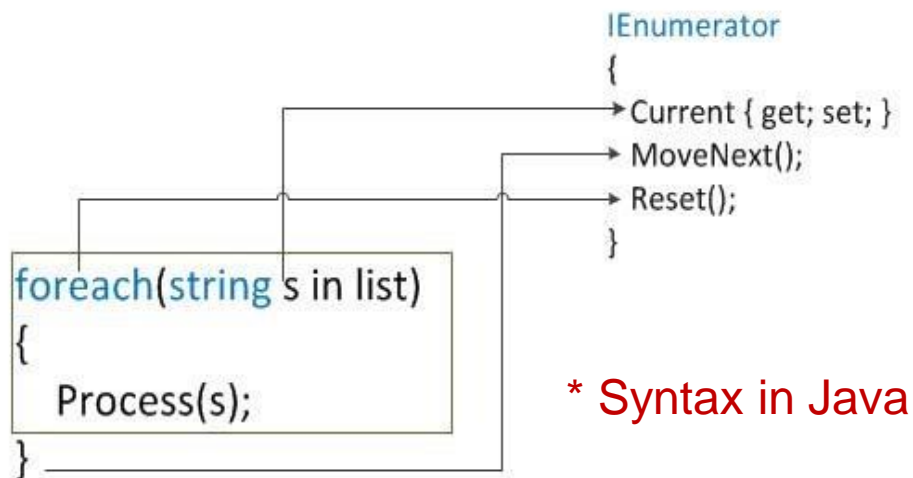 IEnumerator
{
Current { get; set; }
MoveNext();
Reset();
}
foreach(string s in list)
{
Process(s);
}
* Syntax in Java